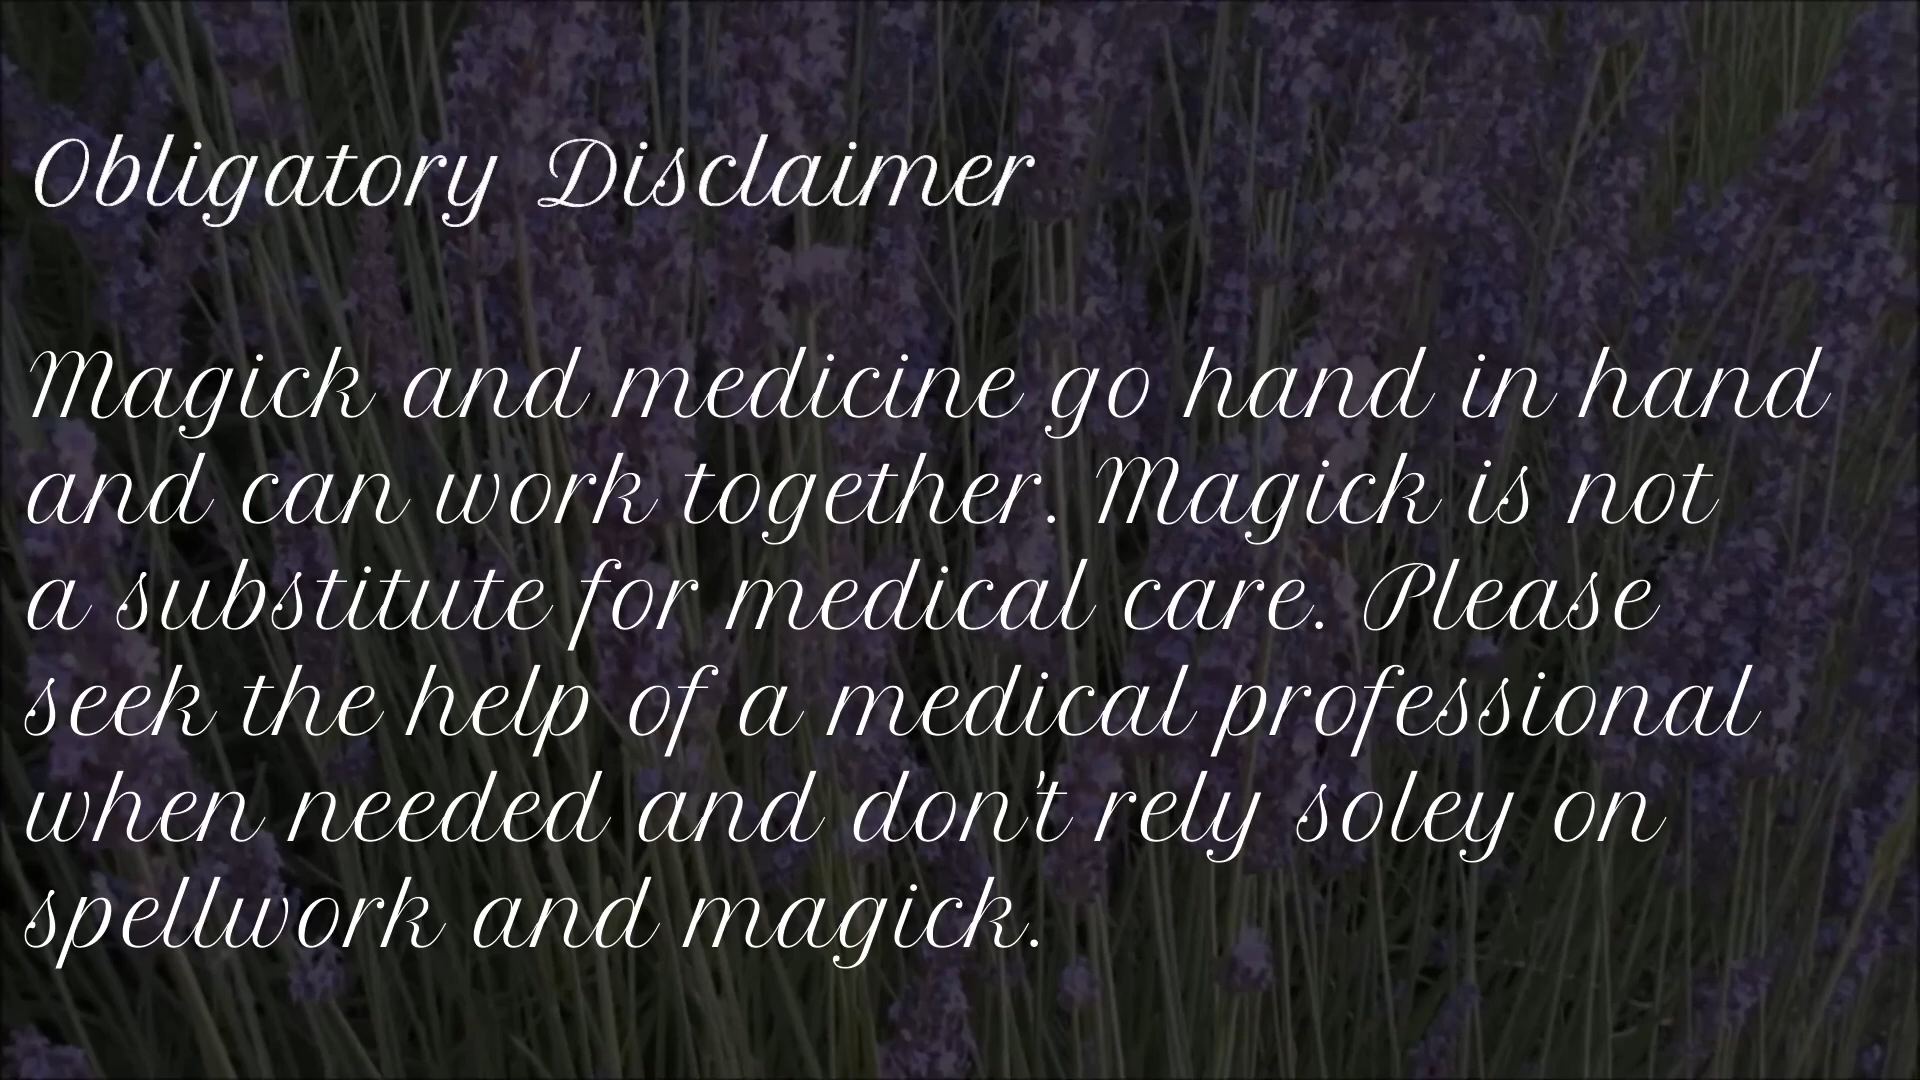 Obligatory Disclaimer
Magick and medicine go hand in hand
and can work together. Magick is not
a substitute for medical care. Please
seek the help of a medical professional
when needed and don't rely soley on
spellwork and magick.